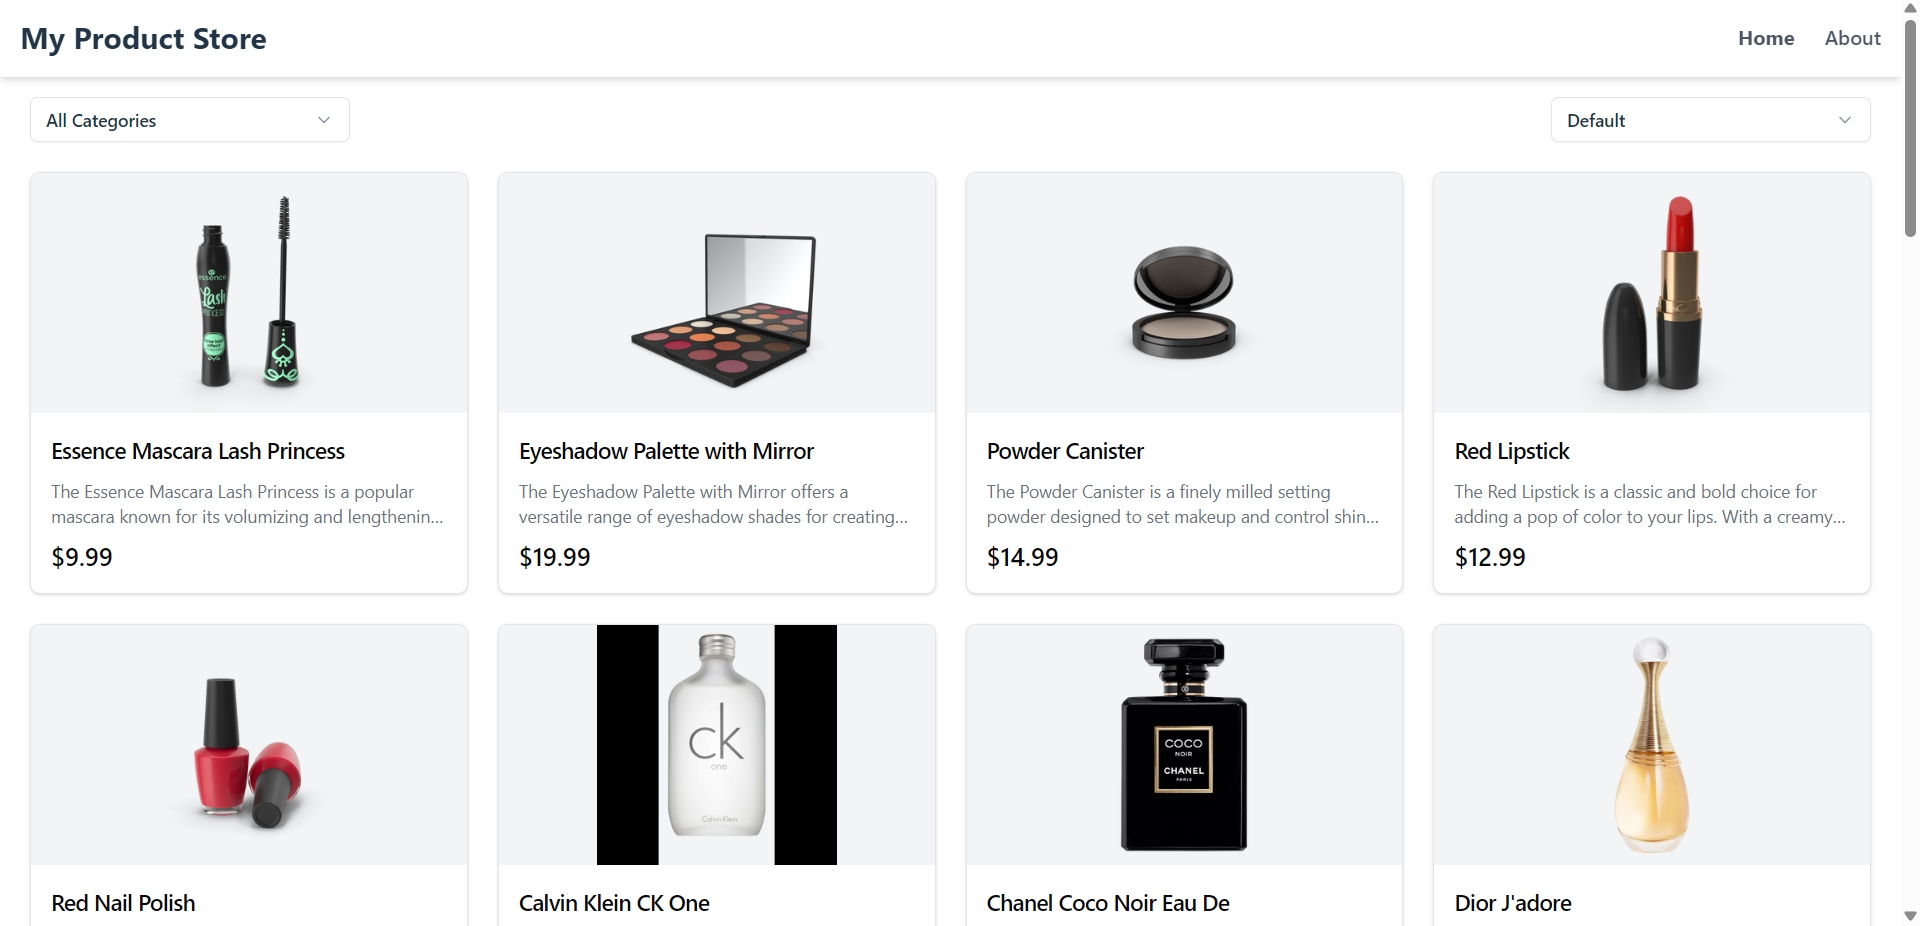 My Product Store
Home
About
All Categories
Default
essence
Lash
PRINCESS
Essence Mascara Lash Princess
The Essence Mascara Lash Princess is a popular
mascara known for its volumizing and lengthenin...
$9.99
Eyeshadow Palette with Mirror
The Eyeshadow Palette with Mirror offers a
versatile range of eyeshadow shades for creating...
$19.99
Powder Canister
The Powder Canister is a finely milled setting
powder designed to set makeup and control shin...
$14.99
Red Lipstick
The Red Lipstick is a classic and bold choice for
adding a pop of color to your lips. With a creamy...
$12.99
Red Nail Polish
ck
one
Calvin Klein
Calvin Klein CK One
COCO
NOIR
CHANEL
PARIS
Chanel Coco Noir Eau De
Dior J'adore